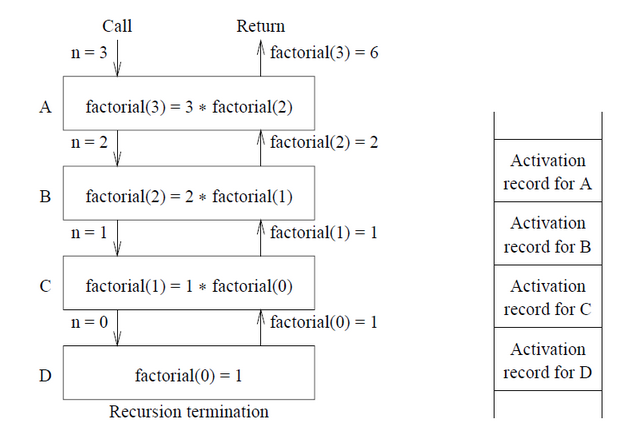 Call
Return
n = 3
factorial(3) = 6
A
factorial(3) = 3 * factorial(2)
n = 2
factorial(2) = 2
B
factorial(2) = 2 * factorial(1)
n = 1
factorial(1) = 1
C
factorial(1) = 1 * factorial(0)
n = 0
factorial(0) = 1
D
factorial(0) = 1
Recursion termination
Activation
record for A
Activation
record for B
Activation
record for C
Activation
record for D